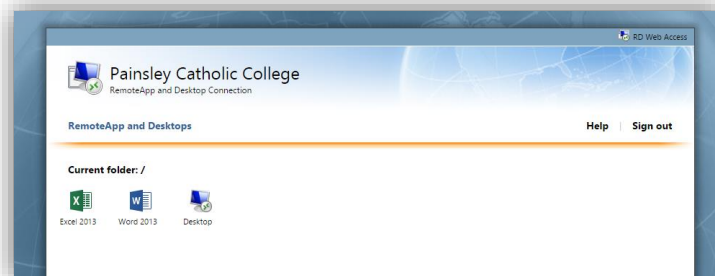 RD Web Access
Painsley Catholic College
RemoteApp and Desktop Connection
RemoteApp and Desktops
Help | Sign out
Current folder: /
Excel 2013 Word 2013 Desktop